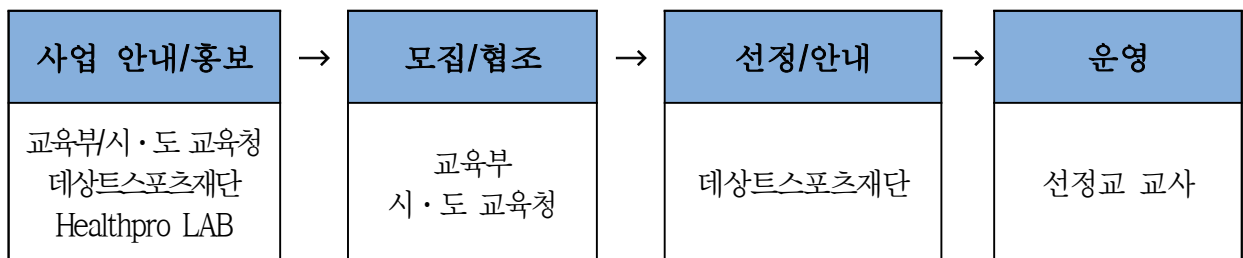 사업 안내/홍보 → 모집/협조 → 선정/안내 → 운영
교육부/시・도 교육청
데상트스포츠재단
Healthpro LAB
교육부
시・도 교육청
데상트스포츠재단
선정교 교사